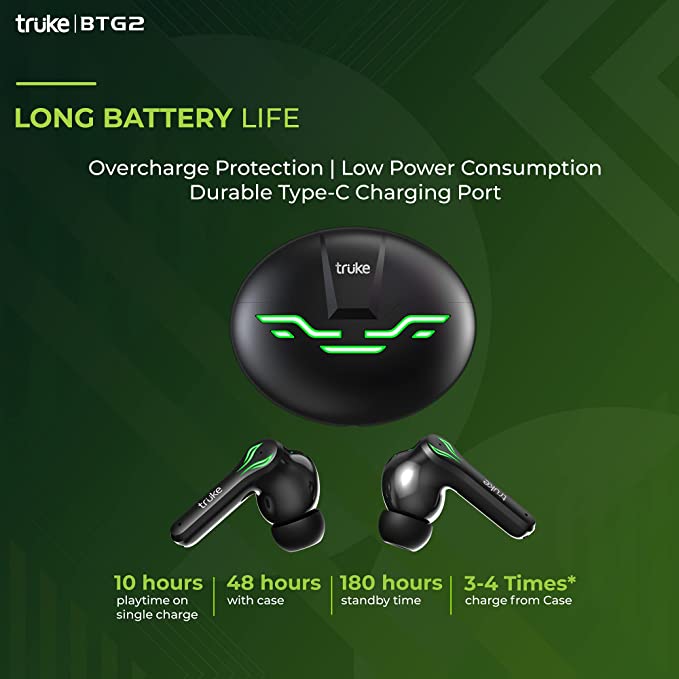 truke | BTG2
LONG BATTERY LIFE
Overcharge Protection | Low Power Consumption
Durable Type-C Charging Port
truke
truke
truke
10 hours
playtime on
single charge
48 hours
with case
180 hours
standby time
3-4 Times*
charge from Case